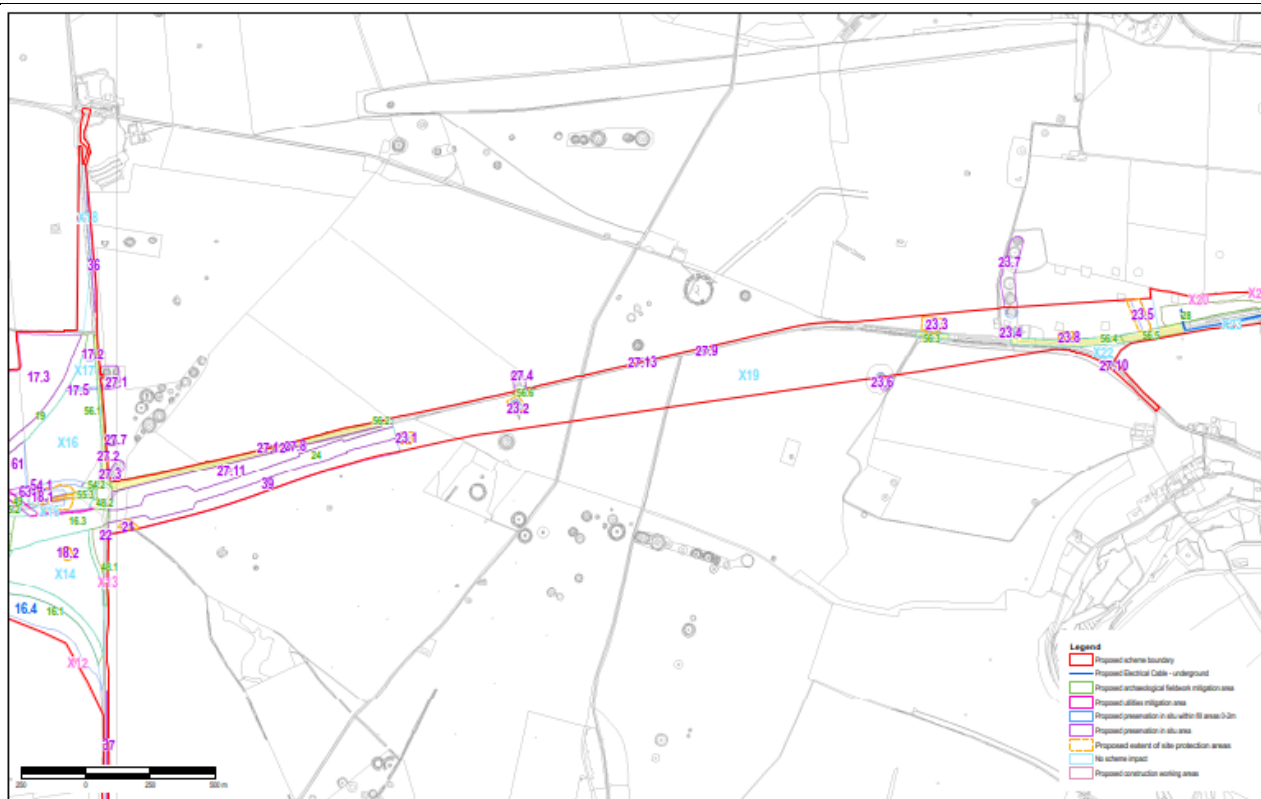 X18
36
17.2
17.3
X17
27.1
17.5
19
56.1
X16
27.7
61
27.2
27.3
54.1
54.2
18.1
55.3
48.2
16.3
22
21
18.2
X14
48.1
X13
16.4
16.1
X12
37
27.12
27.8
24
27.11
39
56.2
23.1
27.4
56.6
23.2
27.13
27.9
X19
23.7
23.3
56.3
23.4
23.8
56.4
23.5
56.5
23.6
X22
27.10
X20
28
X23
Legend
Proposed scheme boundary
Proposed Electrical Cable - underground
Proposed archaeological fieldwork mitigation area
Proposed utilities mitigation area
Proposed preservation in situ within fill areas 0-2m
Proposed preservation in situ area
Proposed extent of site protection areas
No scheme impact
Proposed construction working areas
250 0 250 500 m